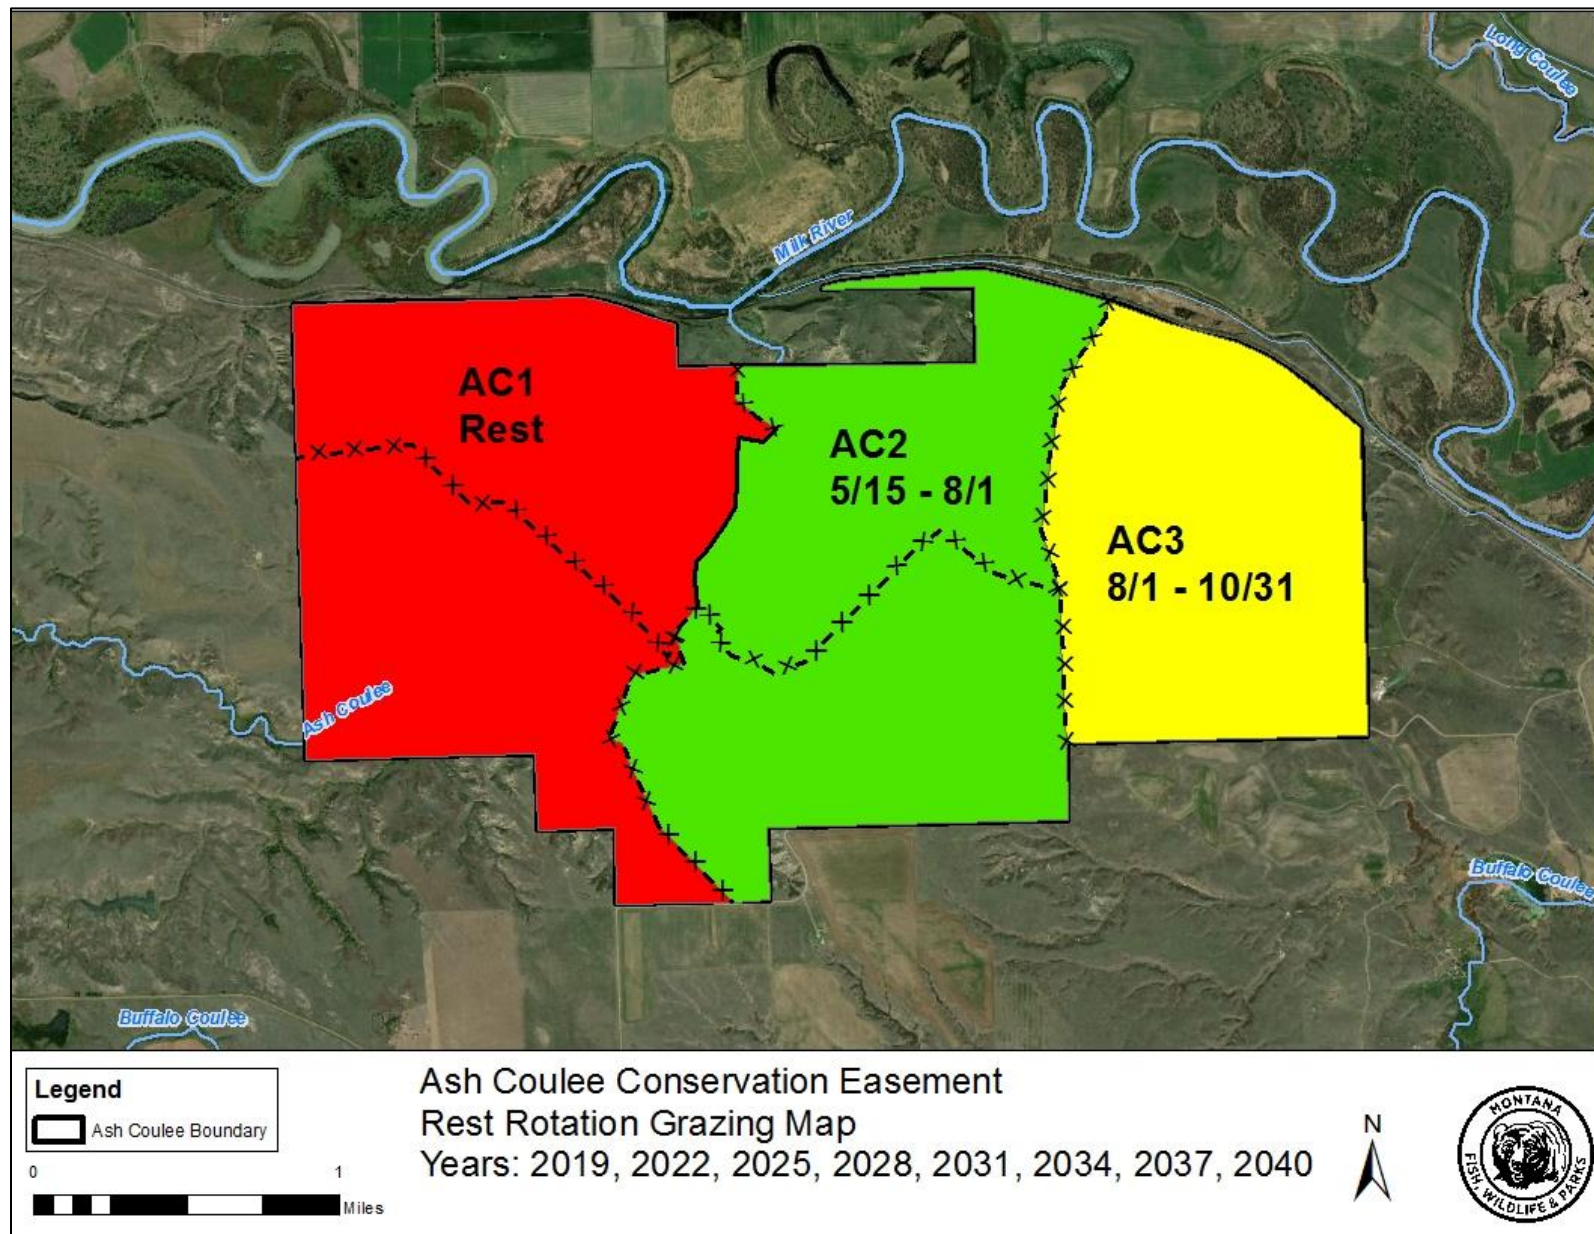 Long Coulee
Milk River
AC1
Rest
AC2
5/15 - 8/1
AC3
8/1 - 10/31
Ash Coulee
Buffalo Coulee
Buffalo Coulee
Legend
Ash Coulee Boundary
0 1
Miles
Ash Coulee Conservation Easement
Rest Rotation Grazing Map
Years: 2019, 2022, 2025, 2028, 2031, 2034, 2037, 2040
N
MONTANA
FISH, WILDLIFE & PARKS